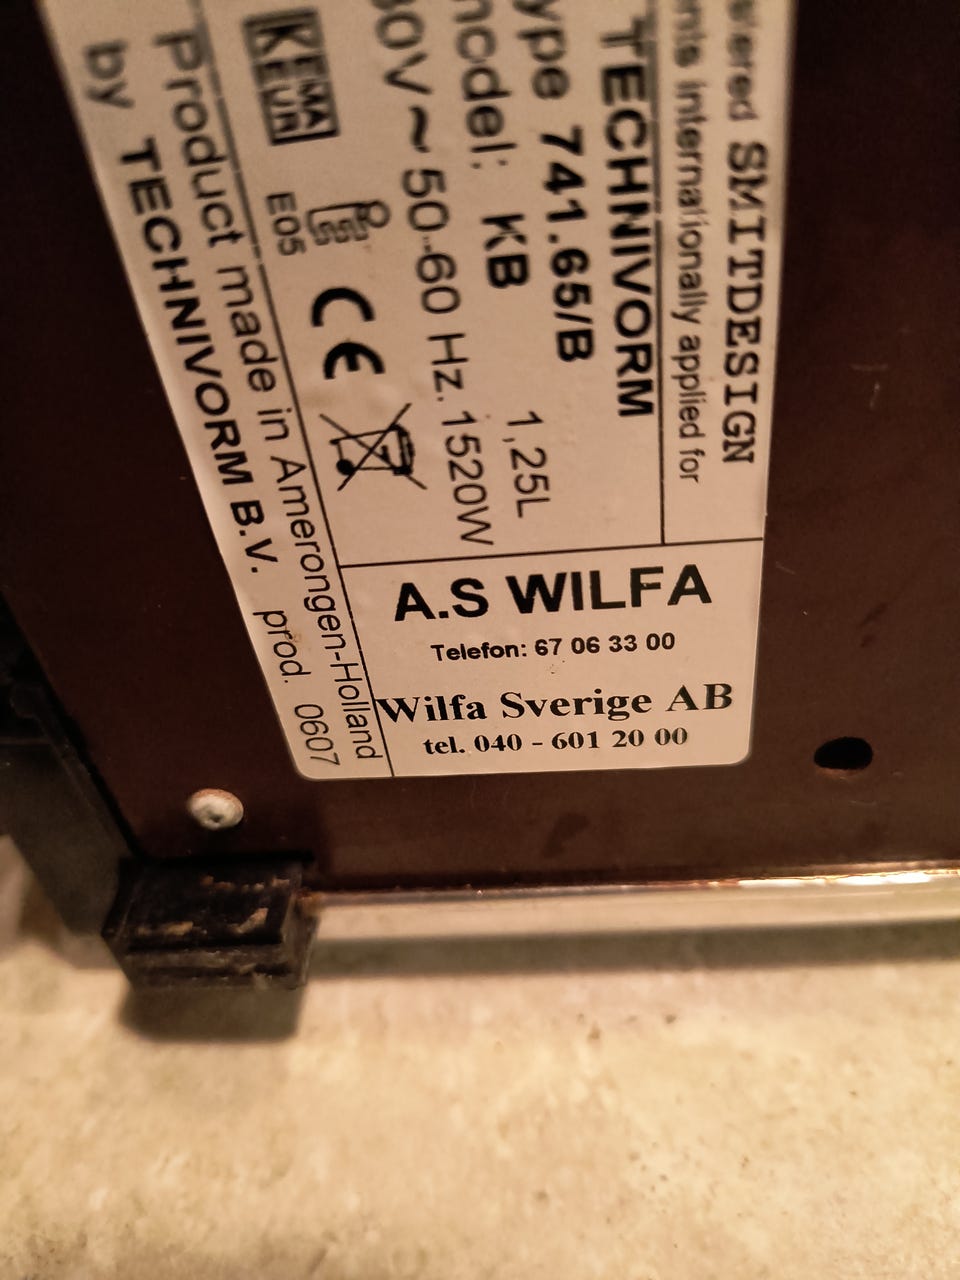 SMITDESIGN
internationally applied for
TECHNIVORM
741.65/B
model: KB 1,25L
50-60 Hz. 1520W
KEMA
KEUR
E05
CE
Product made in Amerongen-Holland
by TECHNIVORM B.V. prod. 0607
A.S WILFA
Telefon: 67 06 33 00
Wilfa Sverige AB
tel. 040 - 601 20 00